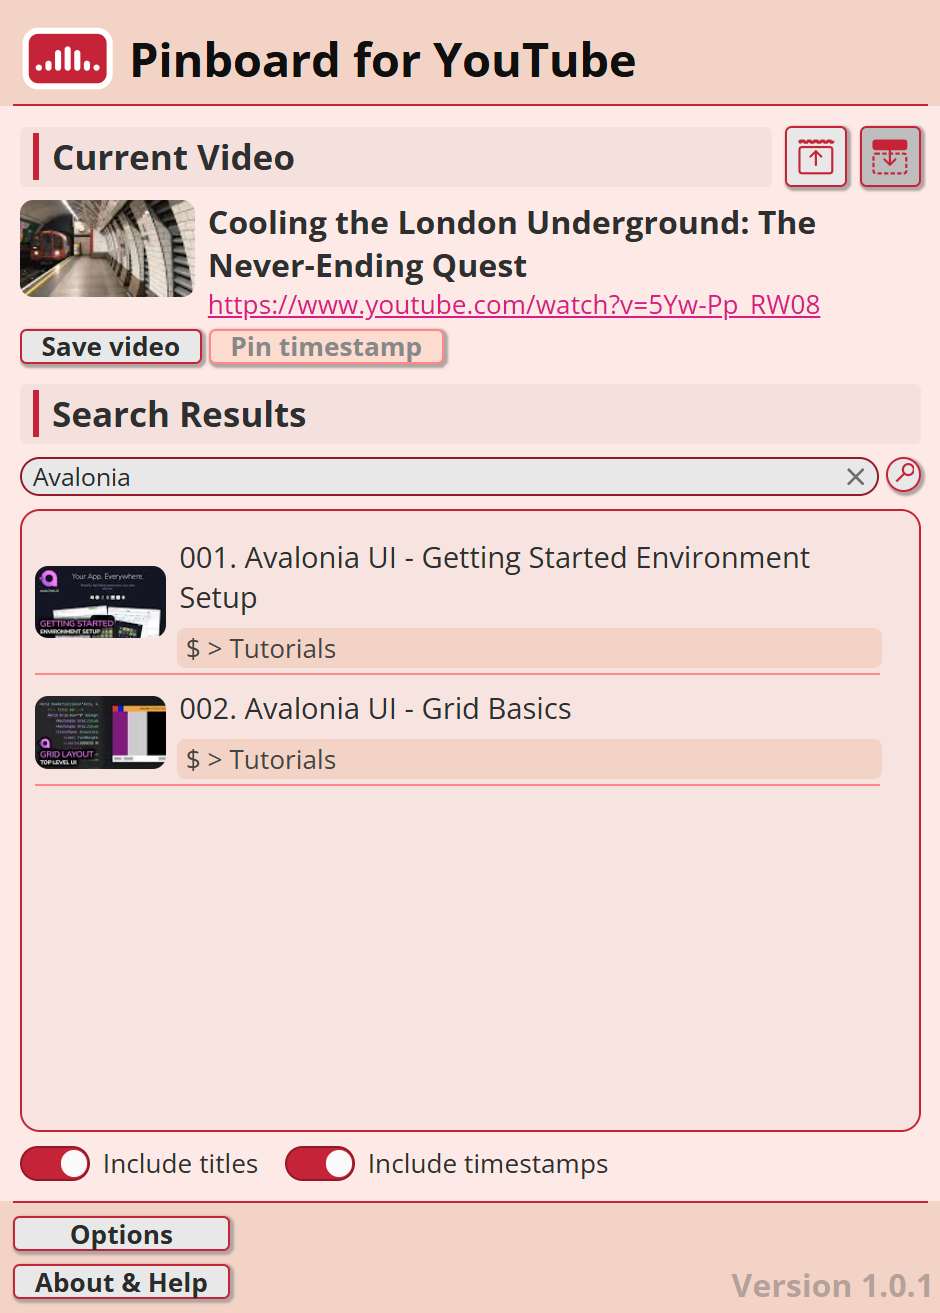 Pinboard for YouTube
Current Video
Cooling the London Underground: The
Never-Ending Quest
https://www.youtube.com/watch?v=5Yw-Pp_RW08
Save video
Pin timestamp
Search Results
Avalonia
001. Avalonia UI - Getting Started Environment
Setup
Your App. Everywhere.
GETTING STARTED
ENVIRONMENT SETUP
$ > Tutorials
002. Avalonia UI - Grid Basics
GRID LAYOUT
TOP LEVEL UI
$ > Tutorials
Include titles
Include timestamps
Options
About & Help
Version 1.0.1